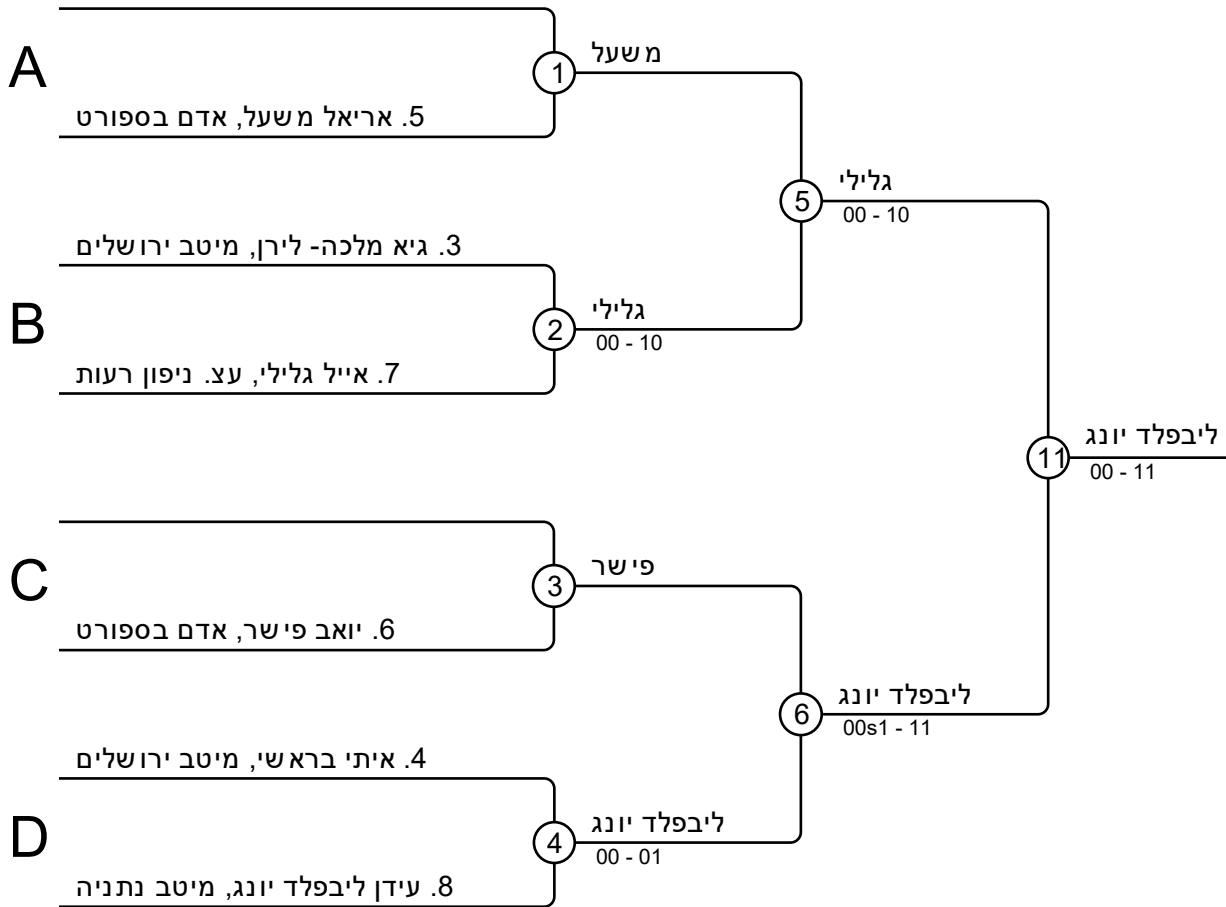 A
1
משעל
5. אריאל משעל, אדם בספורט
5
גלילי
00 - 10
3. גיא מלכה- לירן, מיטב ירושלים
B
2
גלילי
00 - 10
7. אייל גלילי, עצ. ניפון רעות
11
ליבפלד יונג
00 - 11
C
3
פישר
6. יואב פישר, אדם בספורט
6
ליבפלד יונג
00s1 - 11
4. איתי בראשי, מיטב ירושלים
D
4
ליבפלד יונג
00 - 01
8. עידן ליבפלד יונג, מיטב נתניה